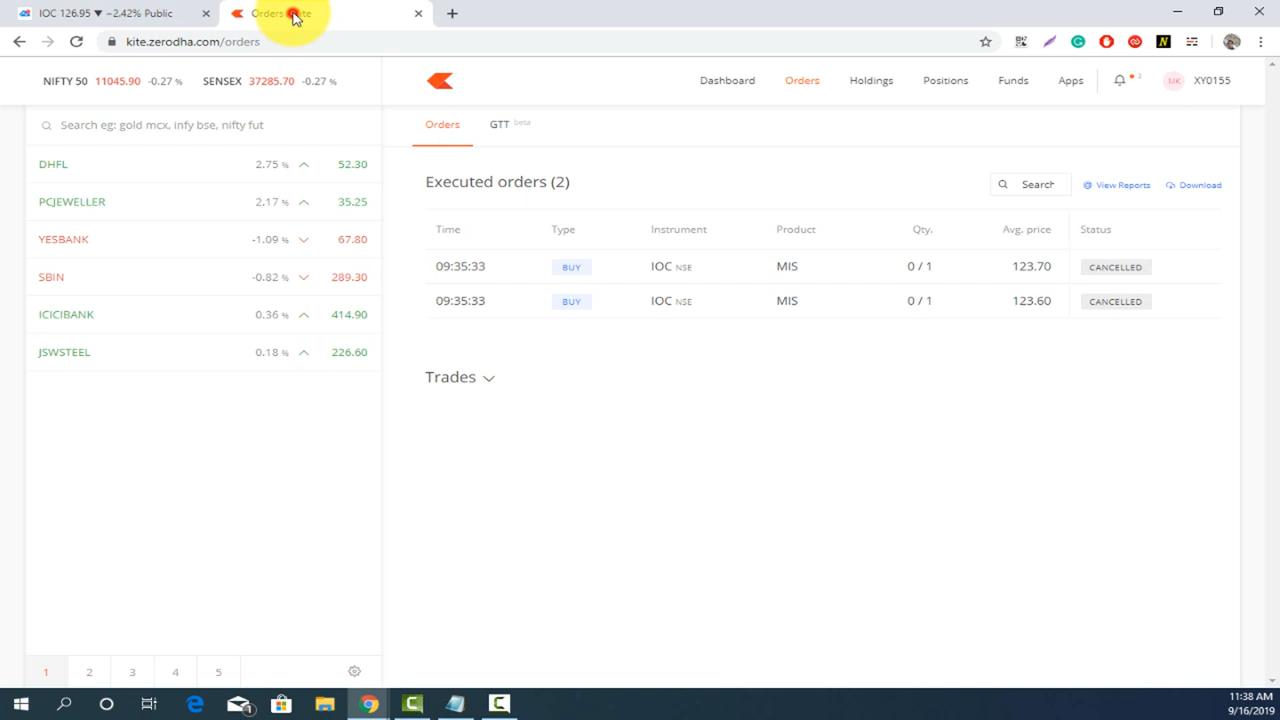 IOC 126.95 ▼ −2.42% Public
Orders
kite.zerodha.com/orders
NIFTY 50 11045.90 -0.27 % SENSEX 37285.70 -0.27 %
Dashboard Orders Holdings Positions Funds Apps 2 MK XY0155
Search eg: gold mcx, infy bse, nifty fut
Orders GTT beta
DHFL 2.75 % 52.30
PCJEWELLER 2.17 % 35.25
YESBANK -1.09 % 67.80
SBIN -0.82 % 289.30
ICICIBANK 0.36 % 414.90
JSWSTEEL 0.18 % 226.60
Executed orders (2) Search View Reports Download
Time Type Instrument Product Qty. Avg. price Status
09:35:33 BUY IOC NSE MIS 0 / 1 123.70 CANCELLED
09:35:33 BUY IOC NSE MIS 0 / 1 123.60 CANCELLED
Trades
1 2 3 4 5
11:38 AM
9/16/2019